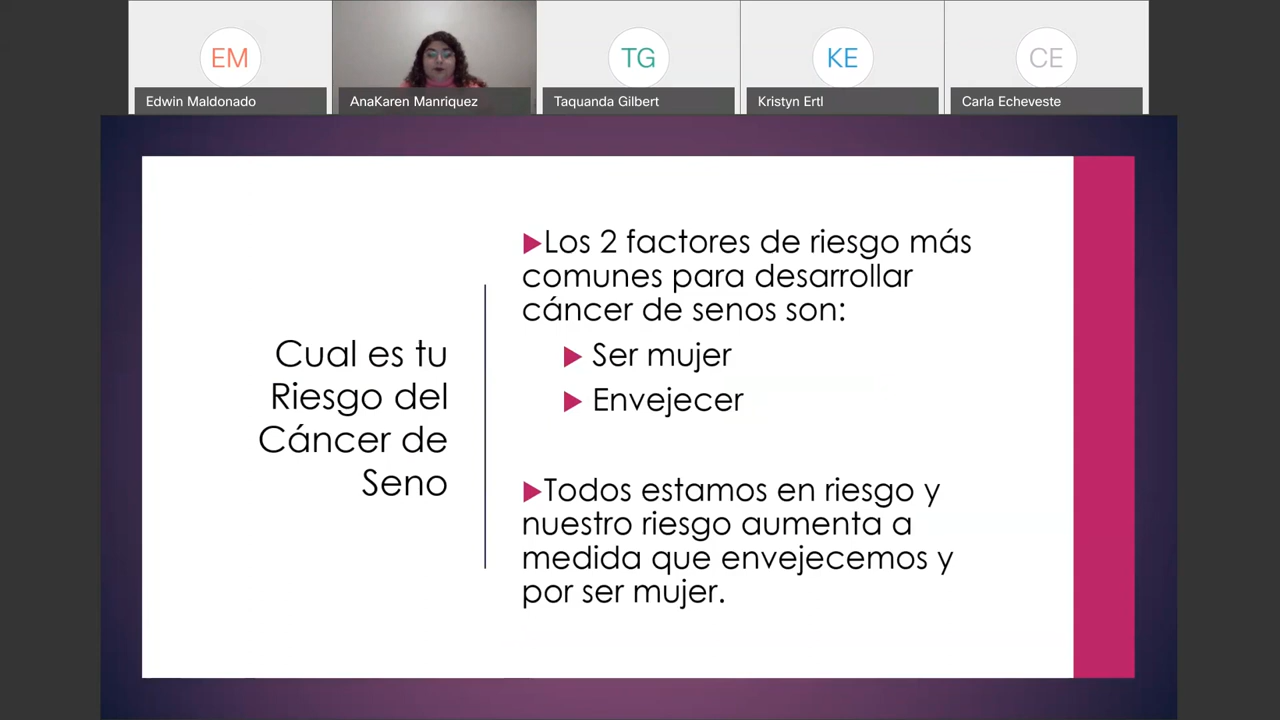 EM
TG
KE
CE
Edwin Maldonado
AnaKaren Manriquez
Taquanda Gilbert
Kristyn Ertl
Carla Echeveste
Cual es tu
Riesgo del
Cáncer de
Seno
Los 2 factores de riesgo más
comunes para desarrollar
cáncer de senos son:
Ser mujer
Envejecer
Todos estamos en riesgo y
nuestro riesgo aumenta a
medida que envejecemos y
por ser mujer.